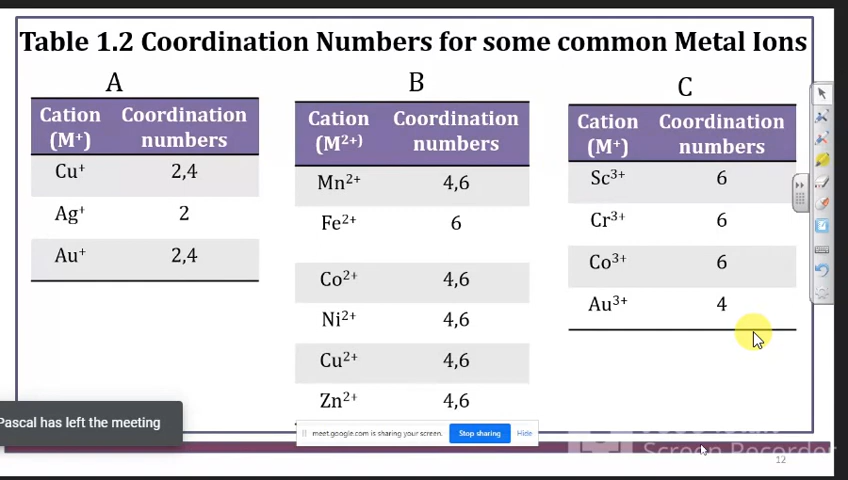 Table 1.2 Coordination Numbers for some common Metal Ions
A
Cation (M⁺) Coordination numbers
Cu⁺ 2,4
Ag⁺ 2
Au⁺ 2,4
B
Cation (M²⁺) Coordination numbers
Mn²⁺ 4,6
Fe²⁺ 6
Co²⁺ 4,6
Ni²⁺ 4,6
Cu²⁺ 4,6
Zn²⁺ 4,6
C
Cation (M⁺) Coordination numbers
Sc³⁺ 6
Cr³⁺ 6
Co³⁺ 6
Au³⁺ 4
Pascal has left the meeting
meet.google.com is sharing your screen. Stop sharing Hide
Screen Recorder
12